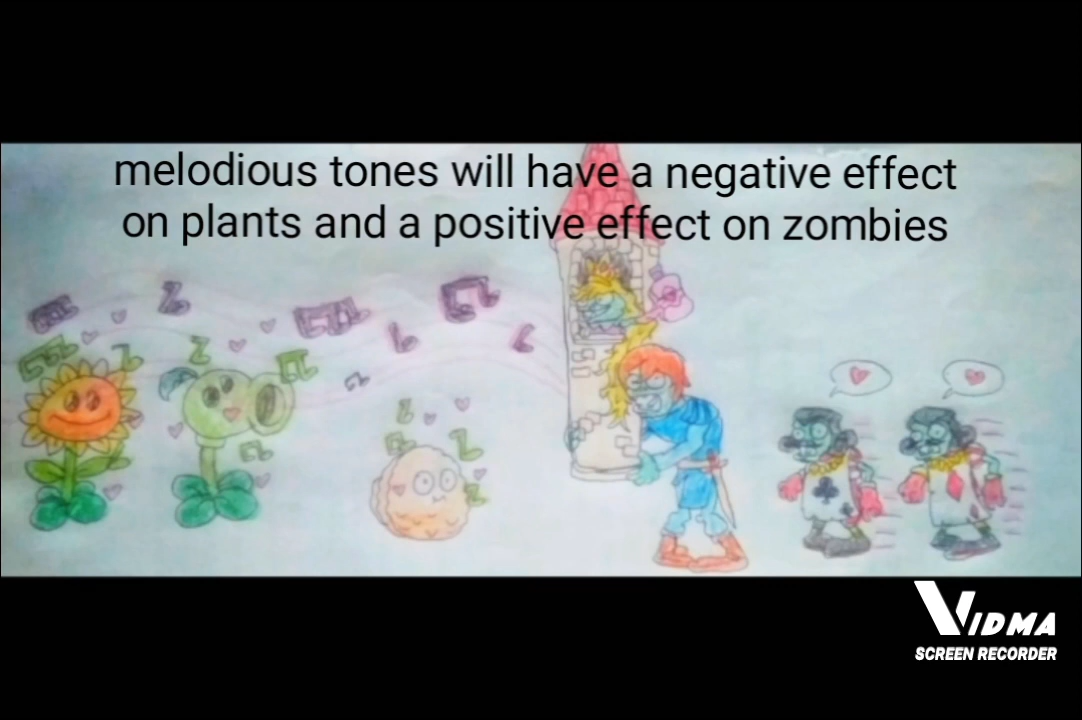 melodious tones will have a negative effect
on plants and a positive effect on zombies
VIDMA
SCREEN RECORDER